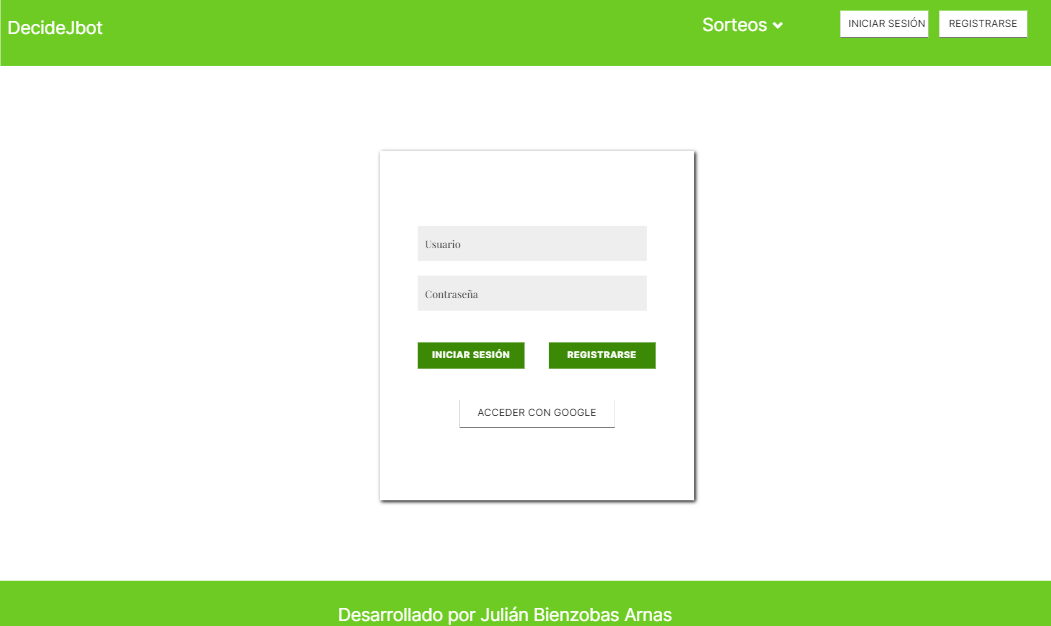 DecideJbot
Sorteos
INICIAR SESIÓN
REGISTRARSE
Usuario
Contraseña
INICIAR SESIÓN
REGISTRARSE
ACCEDER CON GOOGLE
Desarrollado por Julián Bienzobas Arnas